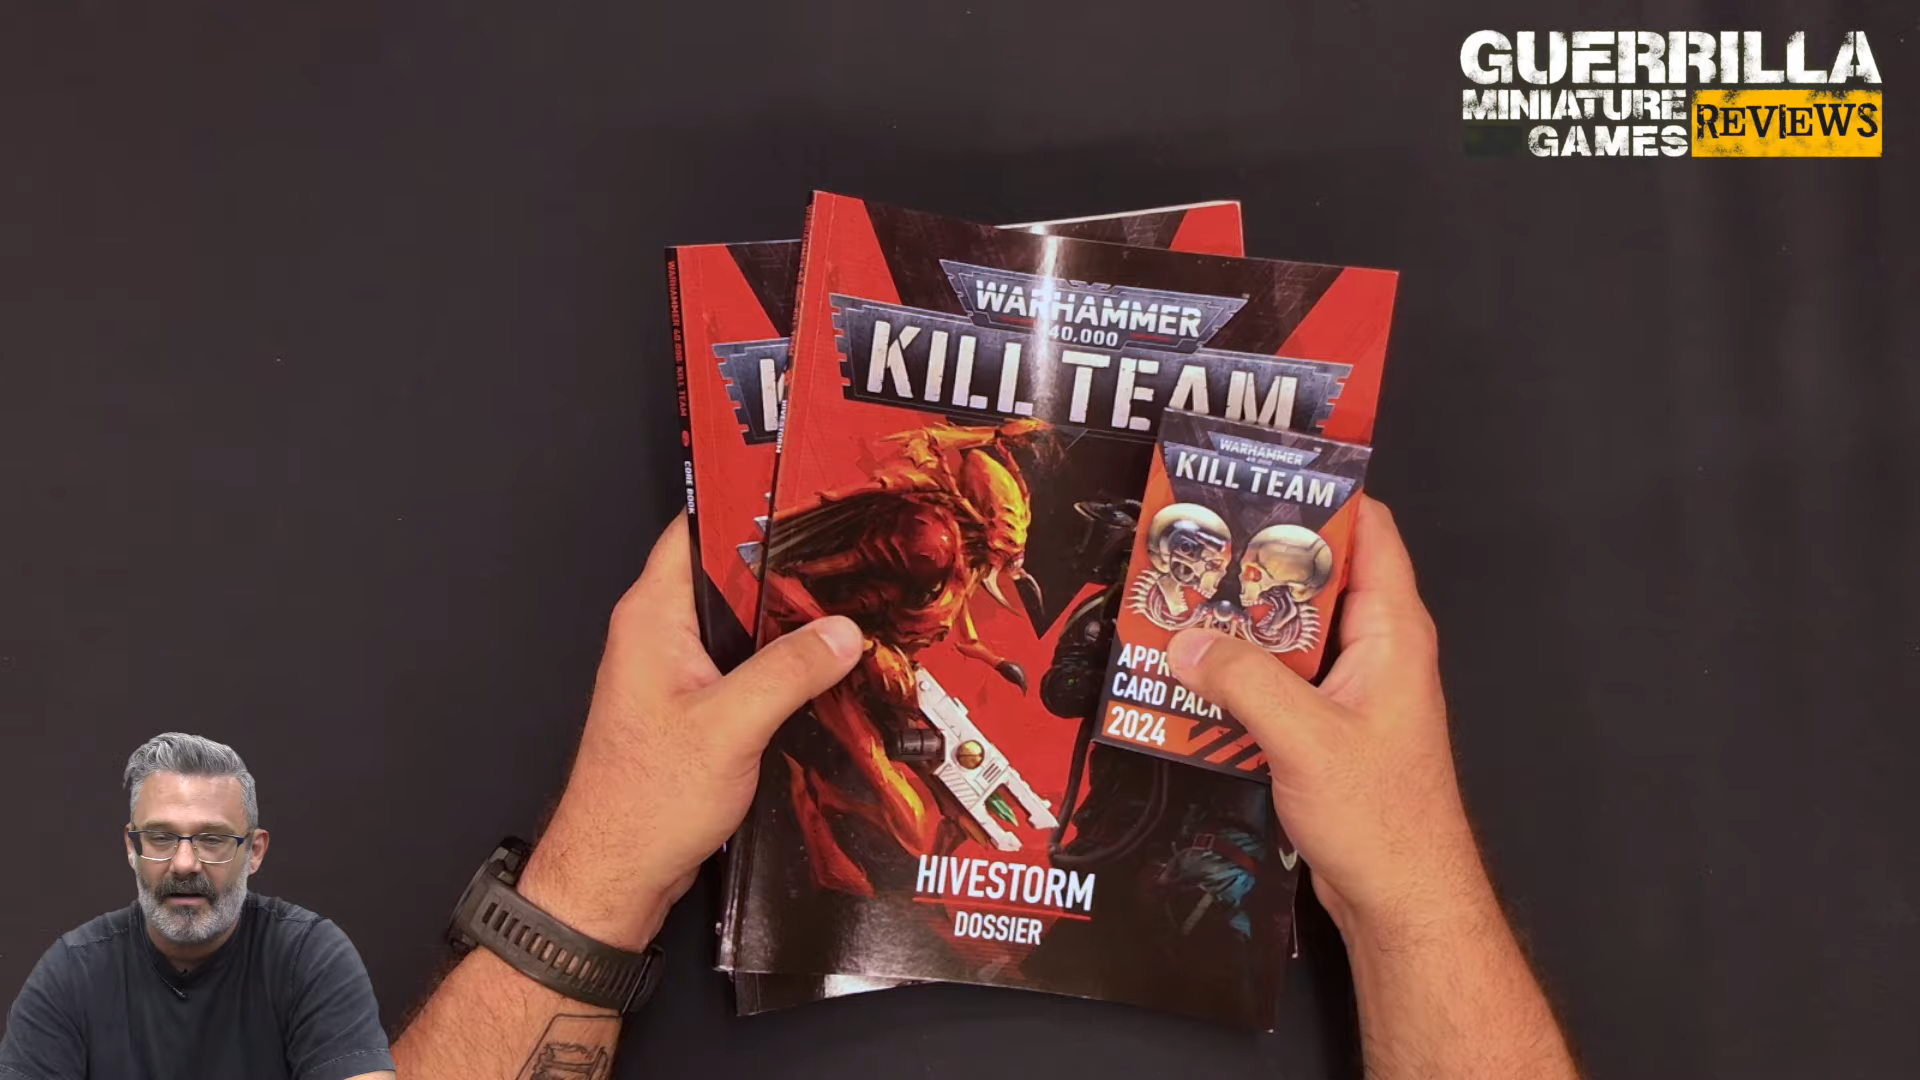 GUERRILLA
MINIATURE
GAMES
REVIEWS
WARHAMMER
40,000
KILL TEAM
HIVESTORM
DOSSIER
WARHAMMER
40,000
KILL TEAM
CARD PACK
2024
WARHAMMER 40,000 KILL TEAM CORE BOOK
HIVESTORM